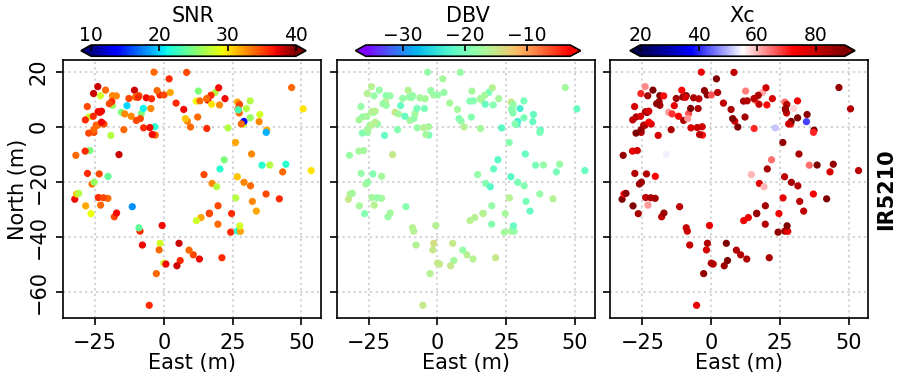 SNR DBV Xc
10 20 30 40 −30 −20 −10 20 40 60 80
20
0
−20
−40
−60
North (m)
IR5210
−25 0 25 50 −25 0 25 50 −25 0 25 50
East (m) East (m) East (m)